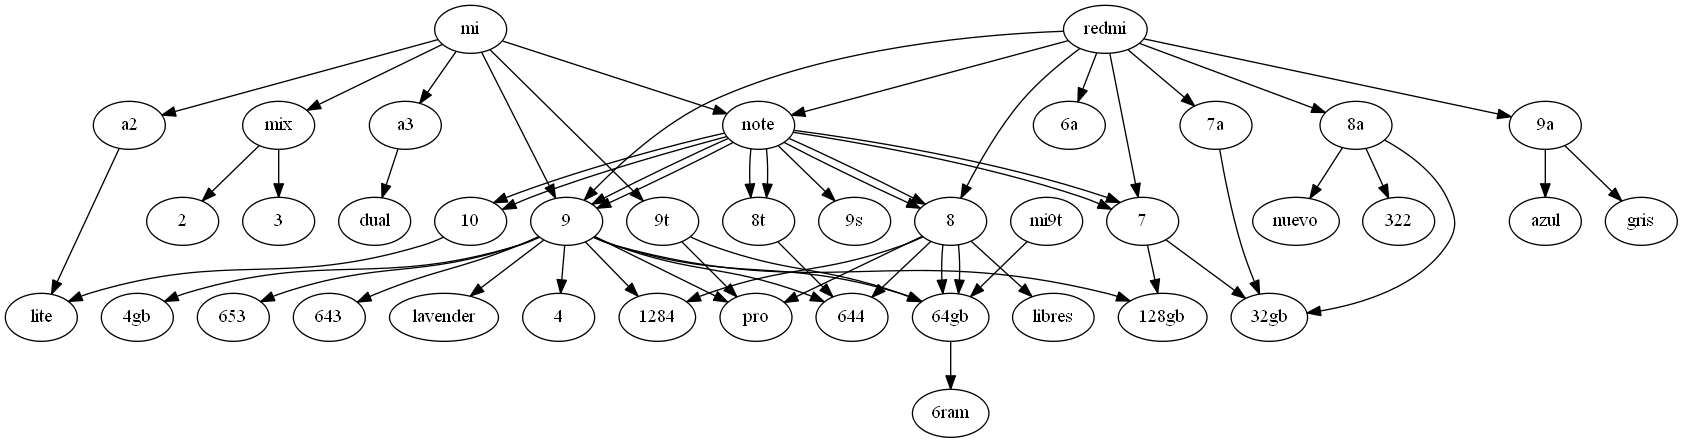 mi
redmi
a2
mix
a3
note
6a
7a
8a
9a
2
3
dual
10
9
9t
8t
9s
8
mi9t
7
nuevo
322
azul
gris
lite
4gb
653
643
lavender
4
1284
pro
644
64gb
libres
128gb
32gb
6ram